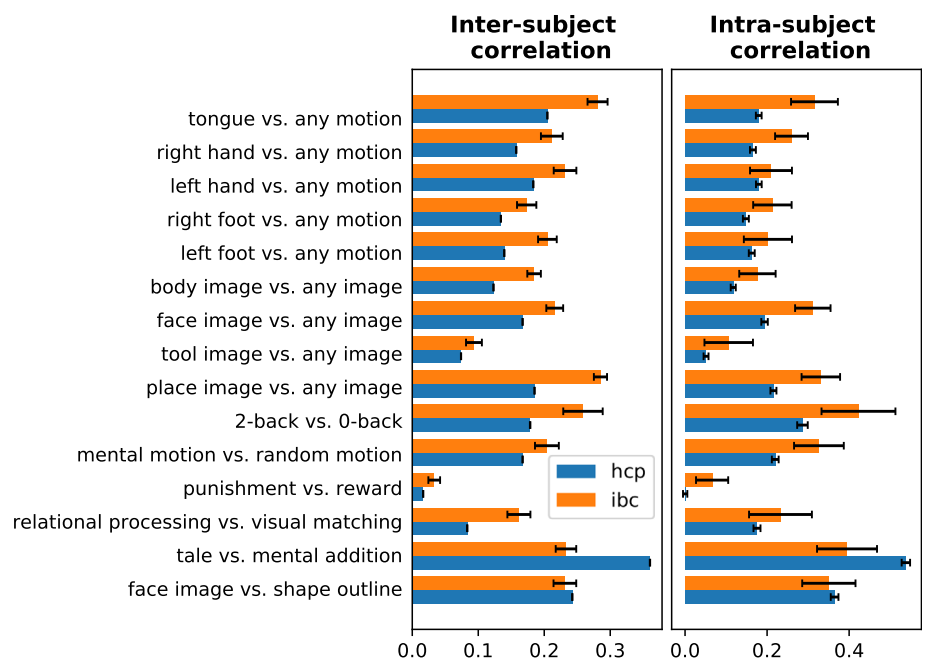 Inter-subject
correlation
Intra-subject
correlation
tongue vs. any motion
right hand vs. any motion
left hand vs. any motion
right foot vs. any motion
left foot vs. any motion
body image vs. any image
face image vs. any image
tool image vs. any image
place image vs. any image
2-back vs. 0-back
mental motion vs. random motion
punishment vs. reward
relational processing vs. visual matching
tale vs. mental addition
face image vs. shape outline
hcp
ibc
0.0 0.1 0.2 0.3
0.0 0.2 0.4